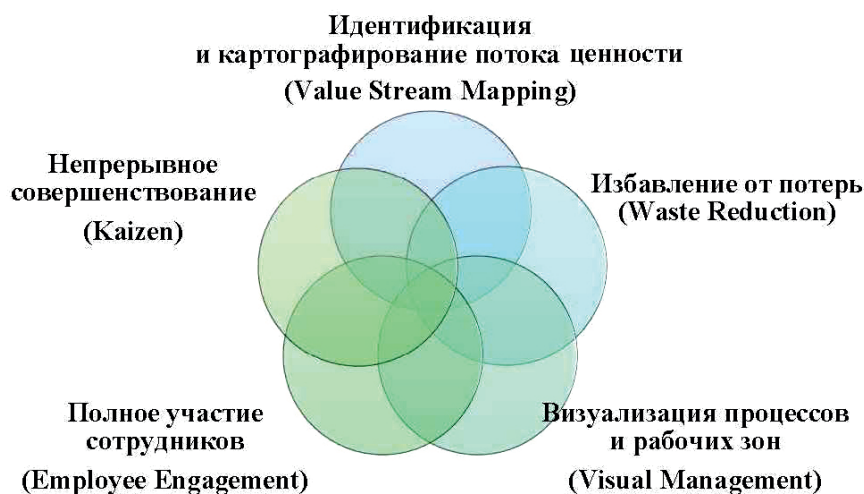 Идентификация
и картографирование потока ценности
(Value Stream Mapping)
Непрерывное
совершенствование
(Kaizen)
Избавление от потерь
(Waste Reduction)
Полное участие
сотрудников
(Employee Engagement)
Визуализация процессов
и рабочих зон
(Visual Management)